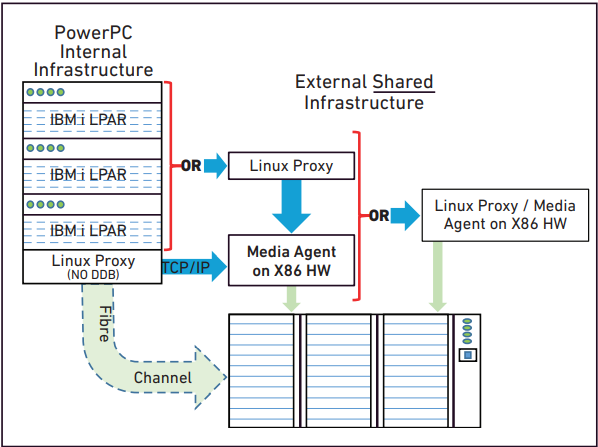 PowerPC
Internal
Infrastructure
IBM i LPAR
IBM i LPAR
IBM i LPAR
Linux Proxy
(NO DDB)
TCP/IP
Fibre
Channel
External Shared
Infrastructure
OR
Linux Proxy
Media Agent
on X86 HW
OR
Linux Proxy / Media
Agent on X86 HW